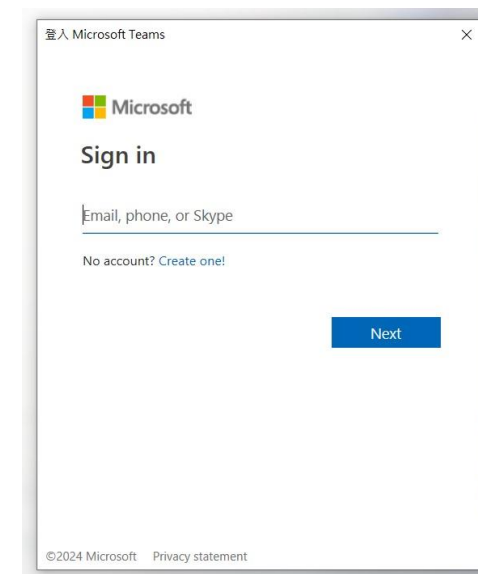 登入 Microsoft Teams
Microsoft
Sign in
Email, phone, or Skype
No account? Create one!
Next
©2024 Microsoft Privacy statement